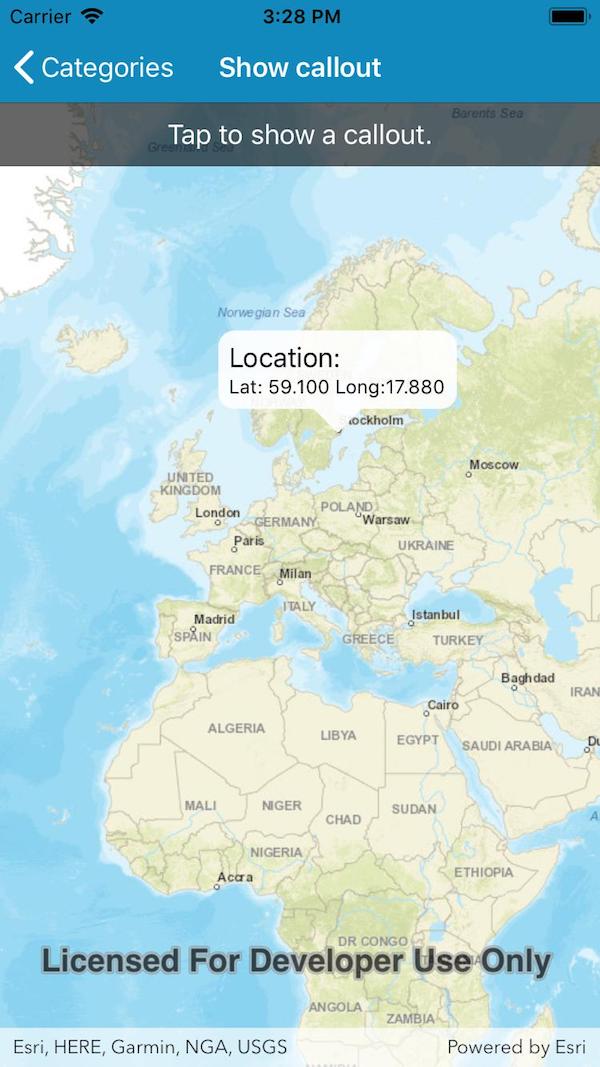 Carrier 3:28 PM
Categories Show callout
Barents Sea
Tap to show a callout.
Greenland Sea
Norwegian Sea
Location:
Lat: 59.100 Long:17.880
tockholm
Moscow
UNITED
KINGDOM
London
POLAND
GERMANY
Warsaw
Paris
UKRAINE
FRANCE
Milan
ITALY
Istanbul
Madrid
SPAIN
GREECE
TURKEY
Baghdad
IRAN
Cairo
ALGERIA
LIBYA
EGYPT
SAUDI ARABIA
Du
MALI
NIGER
SUDAN
CHAD
A
NIGERIA
ETHIOPIA
Accra
DR CONGO
Licensed For Developer Use Only
ANGOLA
ZAMBIA
Esri, HERE, Garmin, NGA, USGS Powered by Esri